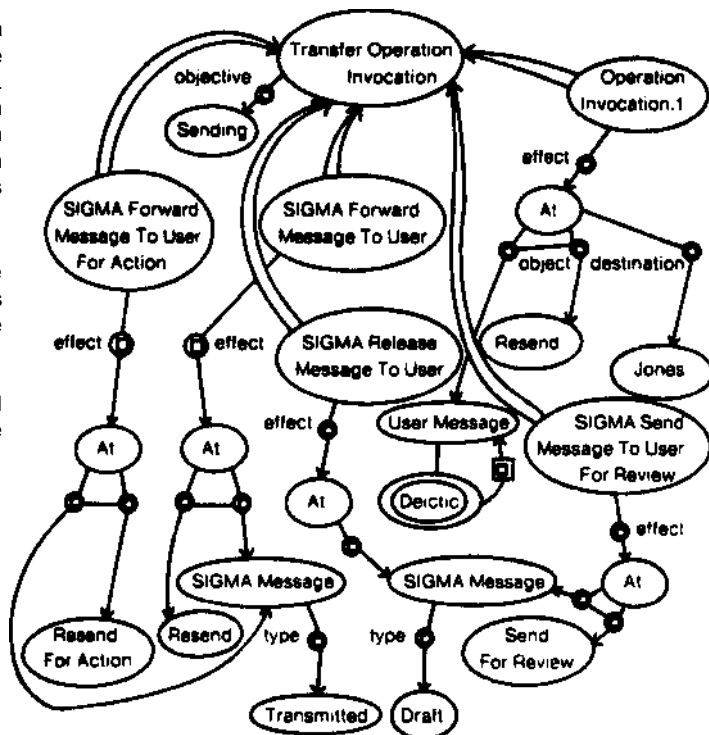 Transfer Operation
Invocation
objective
Sending
Operation
Invocation.1
effect
SIGMA Forward
Message To User
For Action
SIGMA Forward
Message To User
At
object
destination
effect
effect
SIGMA Release
Message To User
Resend
Jones
effect
User Message
SIGMA Send
Message To User
For Review
At
At
Deictic
At
effect
SIGMA Message
SIGMA Message
At
Resend
For Action
Resend
type
type
Send
For Review
Transmitted
Draft